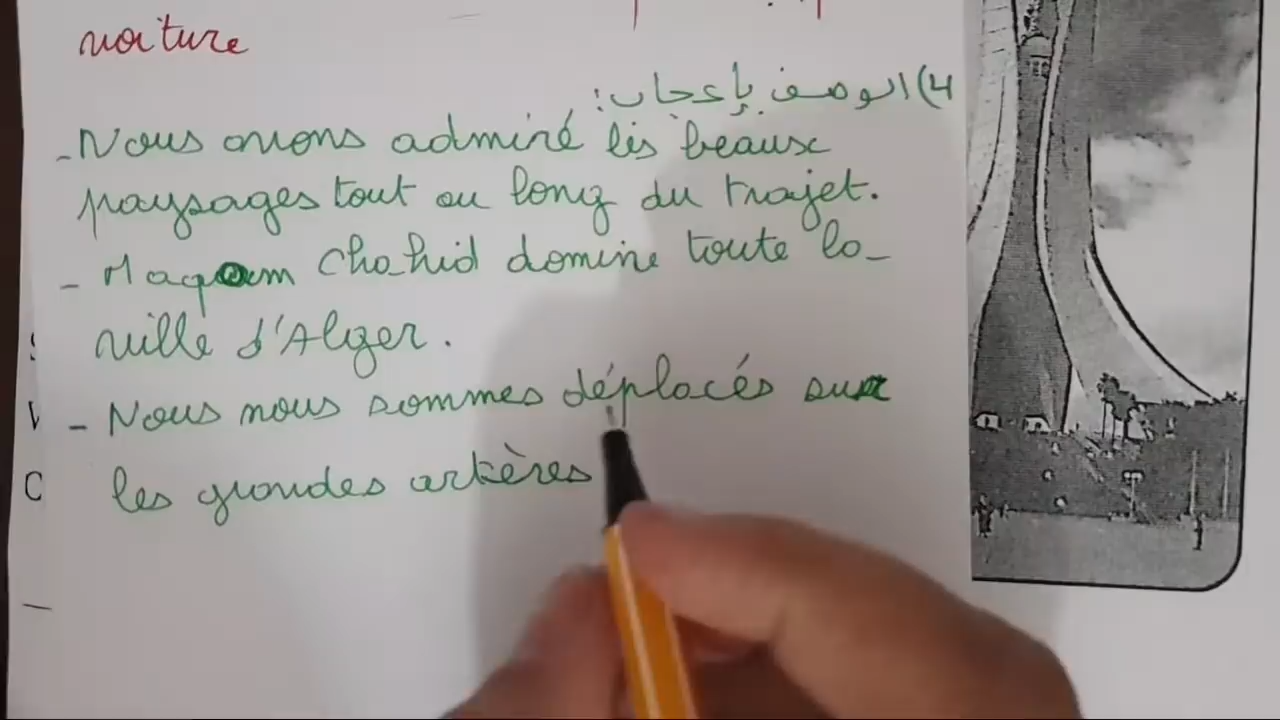 voiture
4) الوصف بإعجاب:
- Nous avons admiré les beaux
paysages tout au long du trajet.
- Maqam Chahid domine toute la
ville d'Alger.
- Nous nous sommes déplacés sur
les grandes artères